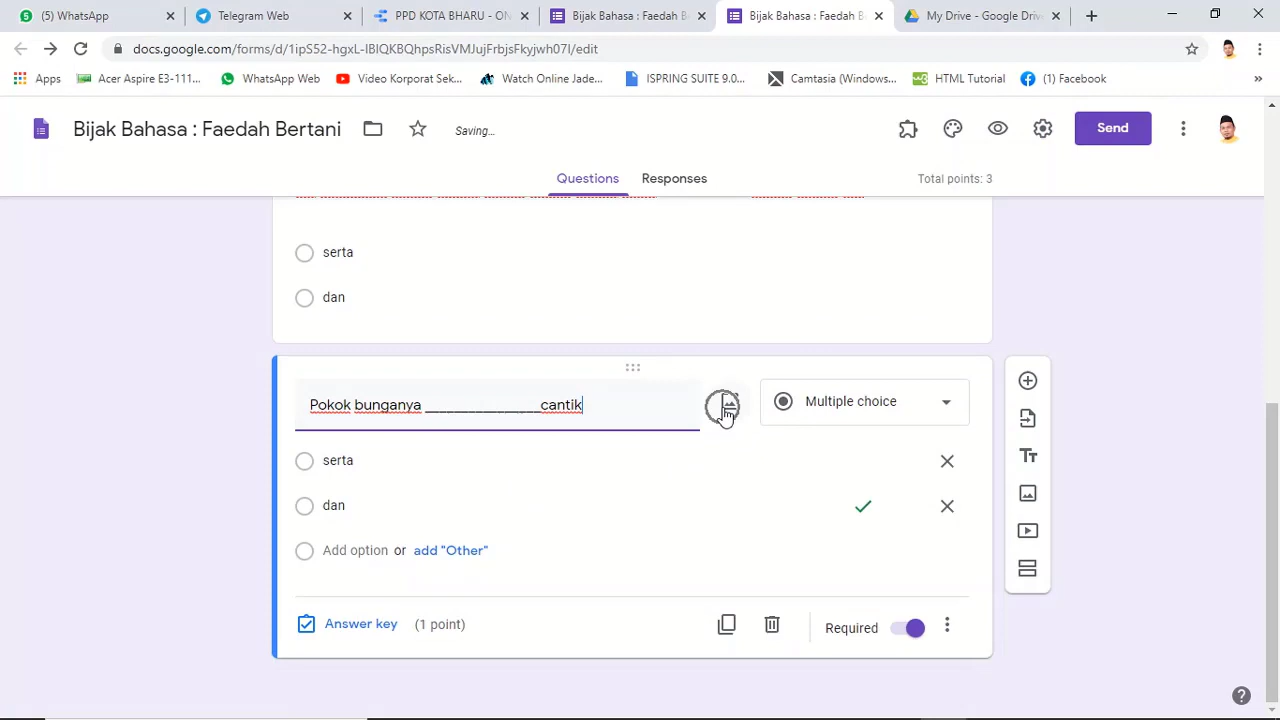 (5) WhatsApp
Telegram Web
PPD KOTA BHARU - ON
Bijak Bahasa : Faedah Be
Bijak Bahasa : Faedah B
My Drive - Google Driv
docs.google.com/forms/d/1ipS52-hgxL-IBIQKBQhpsRisVMJujFrbjsFkyjwh07I/edit
Apps
Acer Aspire E3-111...
WhatsApp Web
Video Korporat Sek...
Watch Online Jade...
ISPRING SUITE 9.0...
Camtasia (Windows...
HTML Tutorial
(1) Facebook
»
Bijak Bahasa : Faedah Bertani
Saving...
Send
Questions
Responses
Total points: 3
serta
dan
Pokok bunganya ________________cantik
Multiple choice
serta
dan
Add option or add "Other"
Answer key
(1 point)
Required